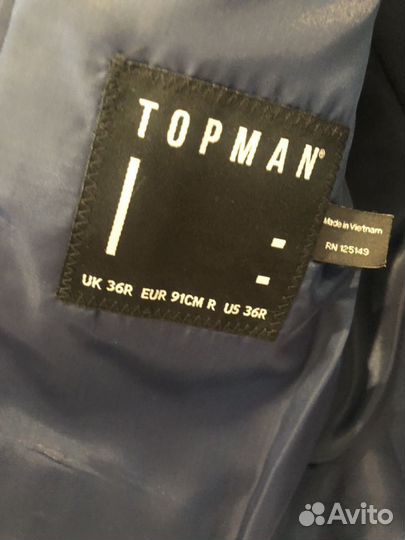 TOPMAN®
Made in Vietnam
RN 125149
UK 36R EUR 91CM R US 36R
Avito